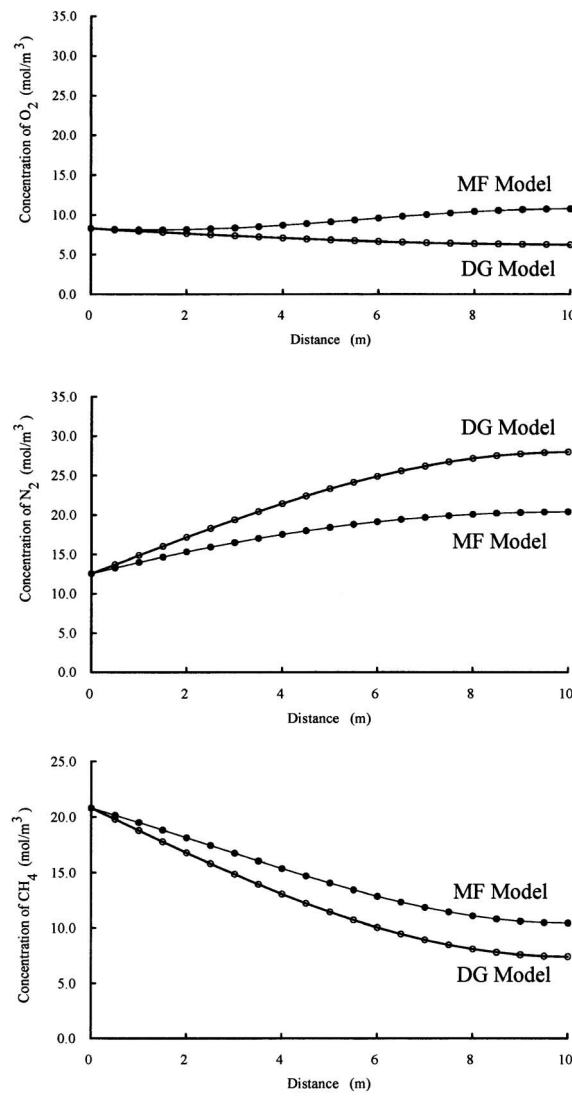 Concentration of O2 (mol/m3)
35.0
30.0
25.0
20.0
15.0
10.0
5.0
0.0
MF Model
DG Model
0 2 4 6 8 10
Distance (m)
Concentration of N2 (mol/m3)
35.0
30.0
25.0
20.0
15.0
10.0
5.0
0.0
DG Model
MF Model
0 2 4 6 8 10
Distance (m)
Concentration of CH4 (mol/m3)
25.0
20.0
15.0
10.0
5.0
0.0
MF Model
DG Model
0 2 4 6 8 10
Distance (m)